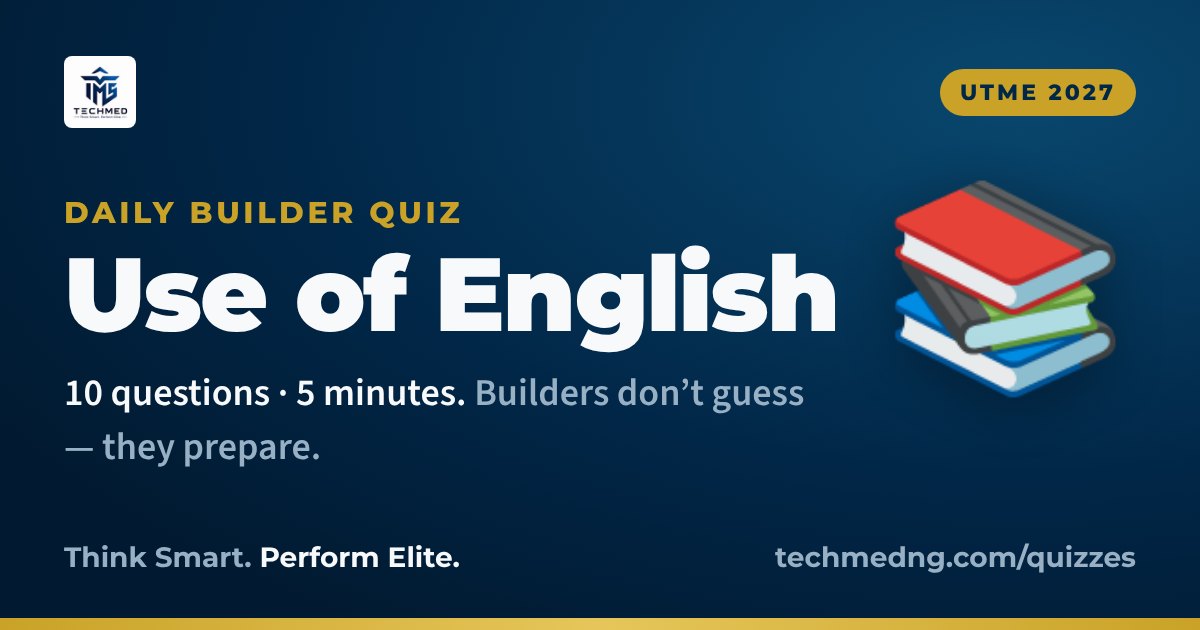 TECHMED
UTME 2027
DAILY BUILDER QUIZ
Use of English
10 questions · 5 minutes. Builders don’t guess
— they prepare.
Think Smart. Perform Elite.
techmedng.com/quizzes